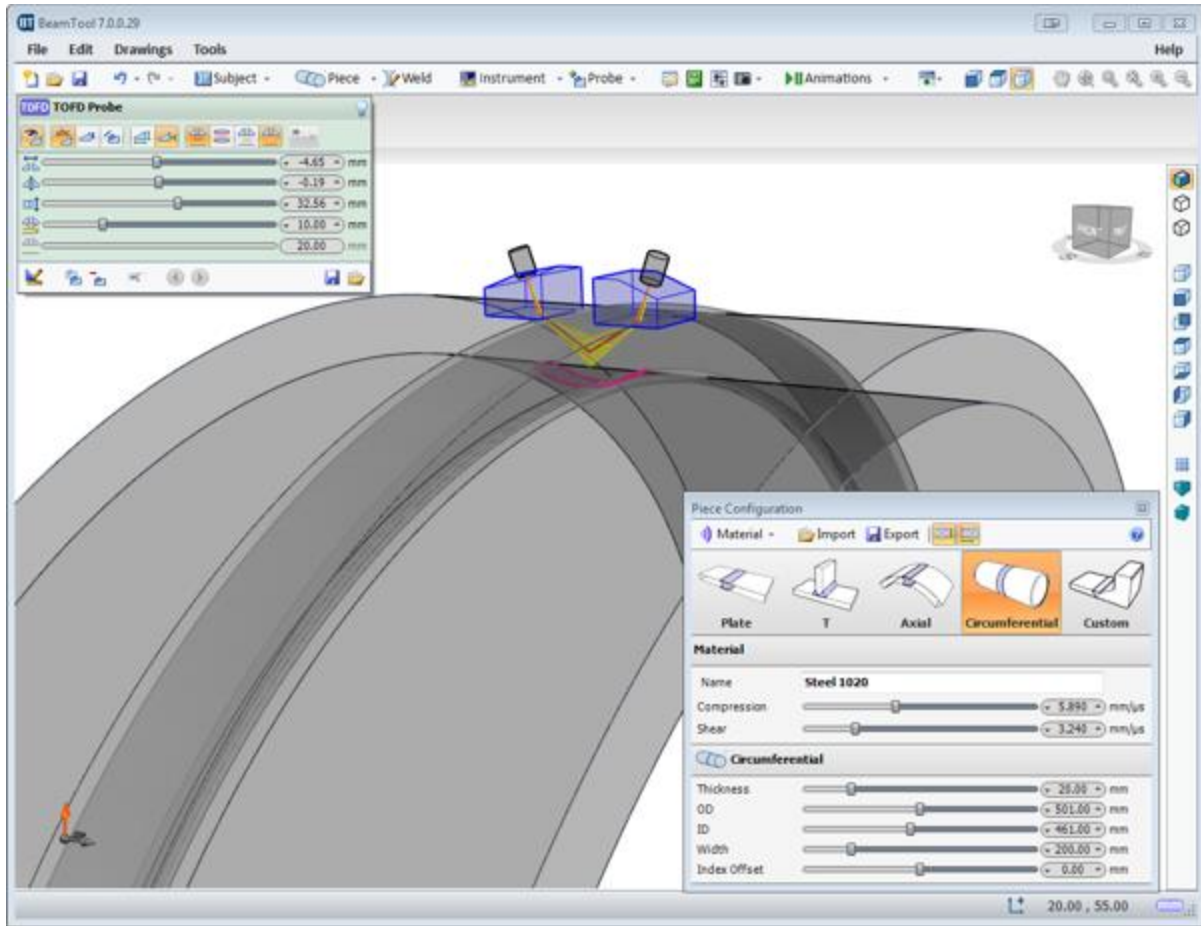 BeamTool 7.0.0.29
File Edit Drawings Tools Help
Subject Piece Weld Instrument Probe Animations
TOFD TOFD Probe
-4.65 mm
-0.19 mm
32.56 mm
10.00 mm
20.00 mm
Piece Configuration
Material Import Export
Plate T Axial Circumferential Custom
Material
Name Steel 1020
Compression 5.890 mm/µs
Shear 3.240 mm/µs
Circumferential
Thickness 20.00 mm
OD 501.00 mm
ID 461.00 mm
Width 200.00 mm
Index Offset 0.00 mm
20.00 , 55.00